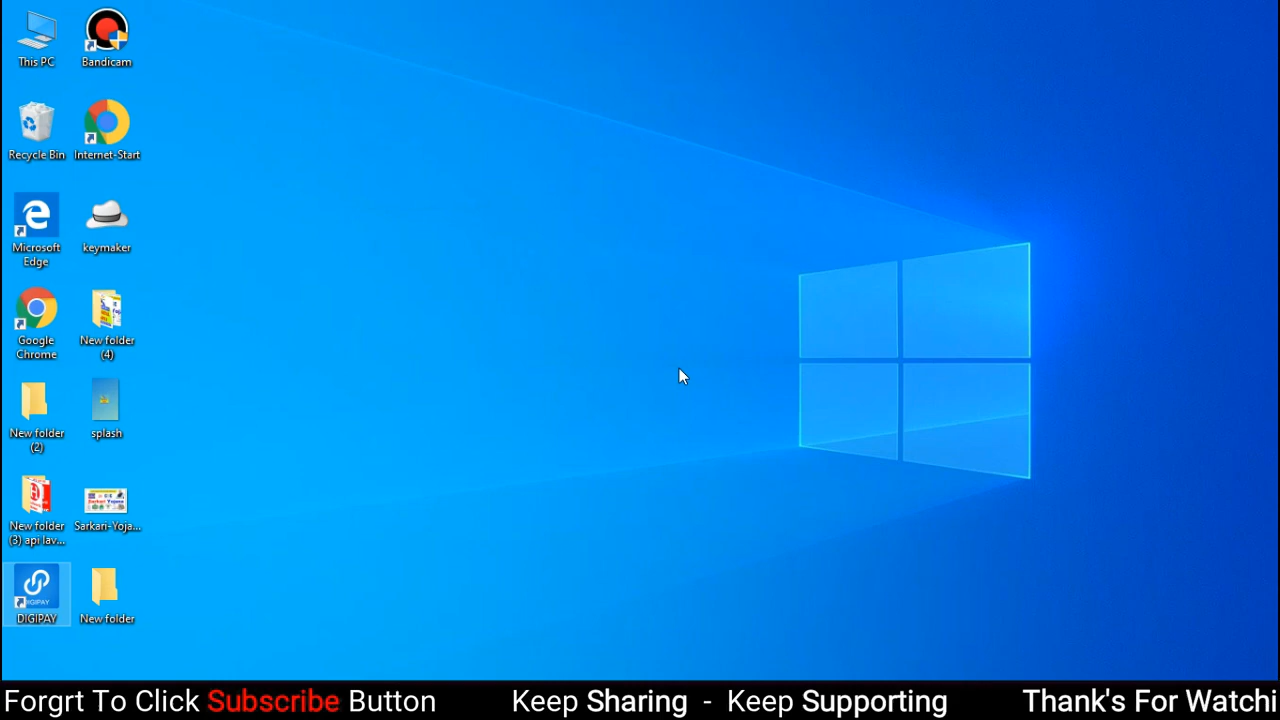 This PC
Bandicam
Recycle Bin
Internet-Start
Microsoft
Edge
keymaker
Google
Chrome
New folder
(4)
New folder
(2)
splash
New folder
(3) api lav...
Sarkari-Yoja...
DIGIPAY
DIGIPAY
New folder
Forgrt To Click Subscribe Button Keep Sharing - Keep Supporting Thank's For Watchi